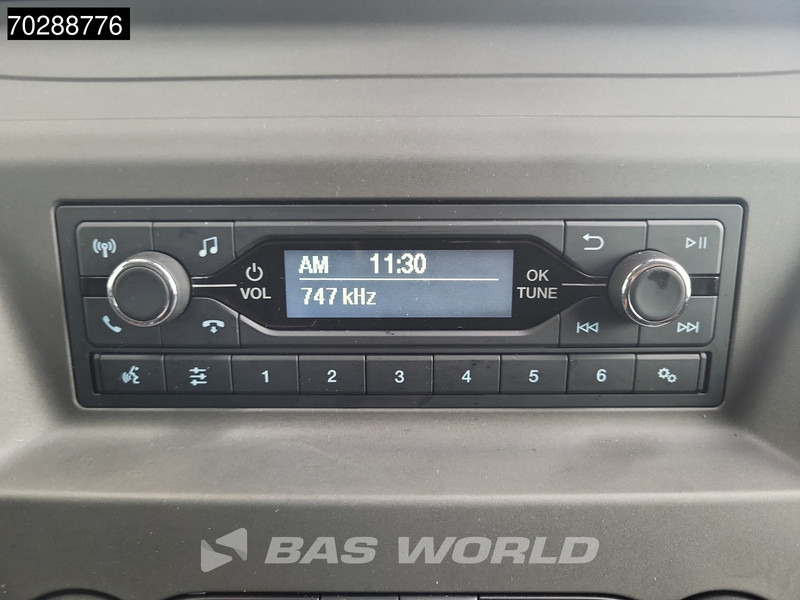 70288776
AM 11:30
747 kHz
VOL
OK
TUNE
1 2 3 4 5 6
BAS WORLD